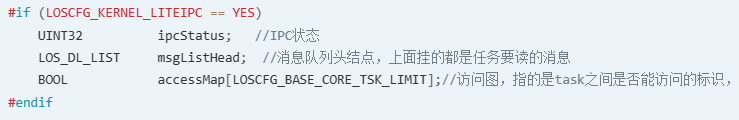 #if (LOSCFG_KERNEL_LITEIPC == YES)
UINT32 ipcStatus; //IPC状态
LOS_DL_LIST msgListHead; //消息队列头结点，上面挂的都是任务要读的消息
BOOL accessMap[LOSCFG_BASE_CORE_TSK_LIMIT];//访问图，指的是task之间是否能访问的标识，
#endif